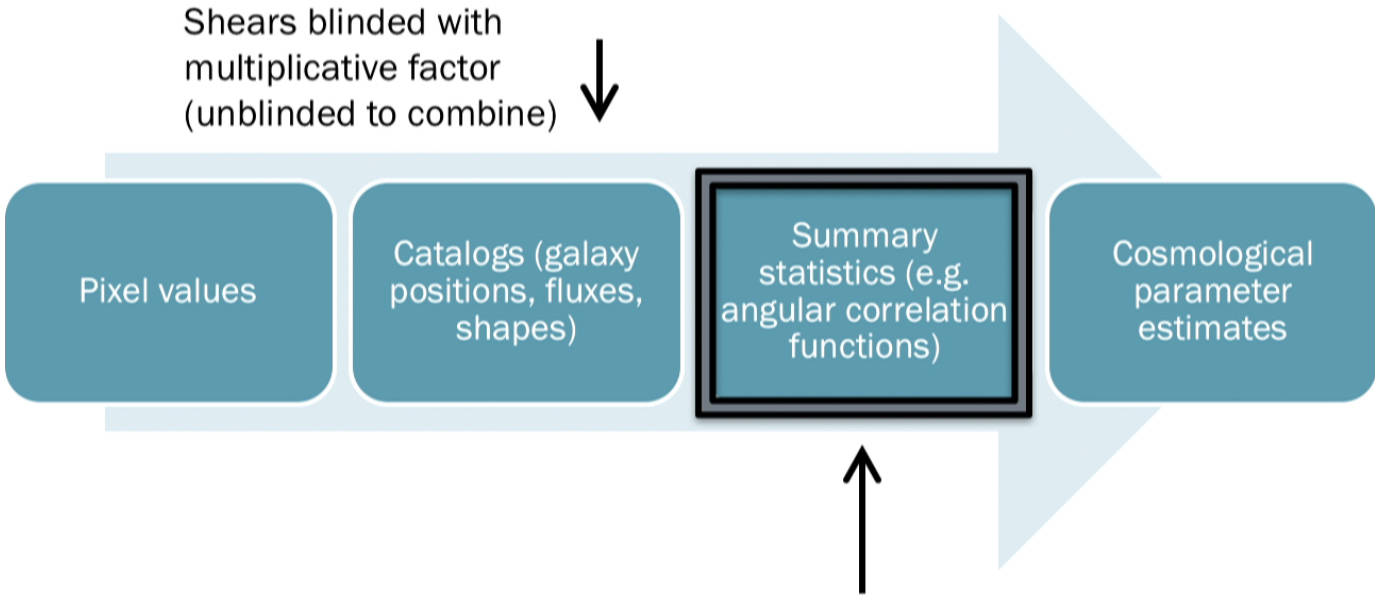 Shears blinded with
multiplicative factor
(unblinded to combine)
Pixel values
Catalogs (galaxy
positions, fluxes,
shapes)
Summary
statistics (e.g.
angular correlation
functions)
Cosmological
parameter
estimates